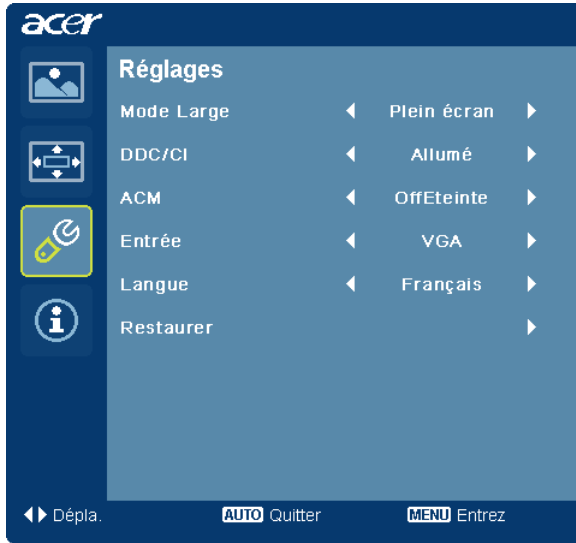 acer
Réglages
Mode Large Plein écran
DDC/CI Allumé
ACM OffEteinte
Entrée VGA
Langue Français
Restaurer
Dépla. AUTO Quitter MENU Entrez